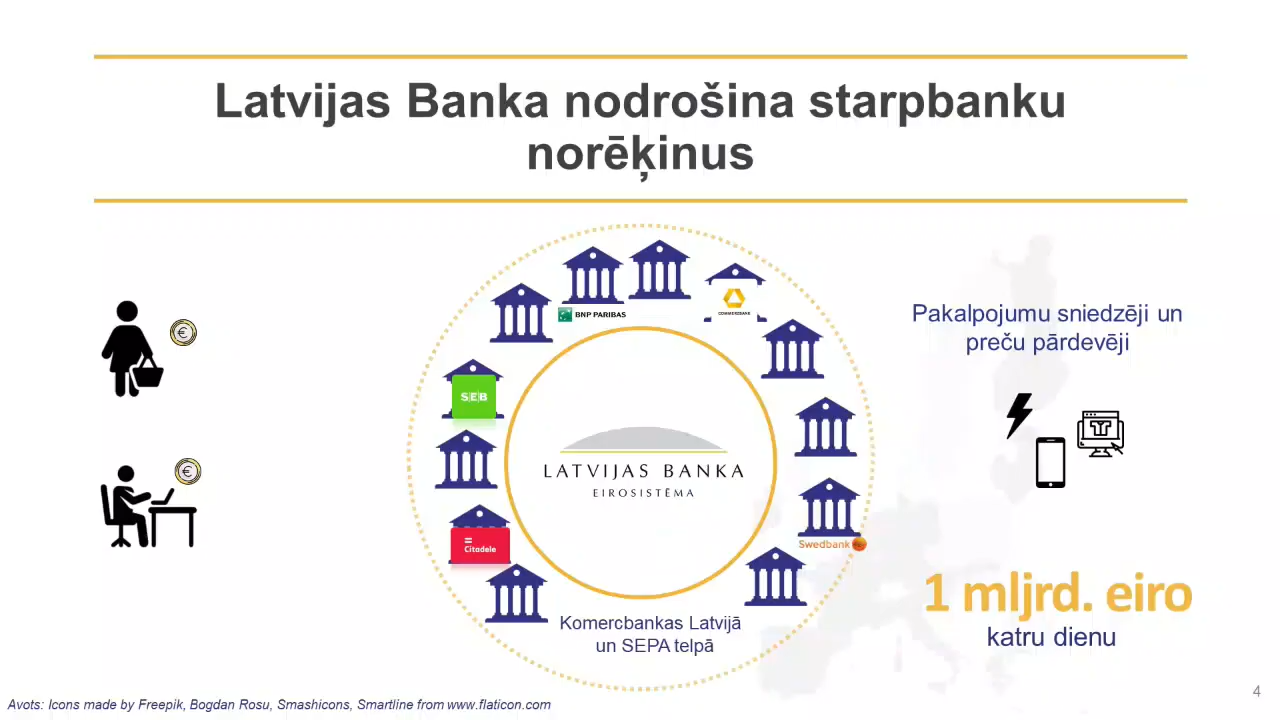 Latvijas Banka nodrošina starpbanku
norēķinus
BNP PARIBAS
COMMERZBANK
Pakalpojumu sniedzēji un
preču pārdevēji
€
SEB
LATVIJAS BANKA
EIROSISTĒMA
€
Citadele
Swedbank
1 mljrd. eiro
katru dienu
Komercbankas Latvijā
un SEPA telpā
4
Avots: Icons made by Freepik, Bogdan Rosu, Smashicons, Smartline from www.flaticon.com